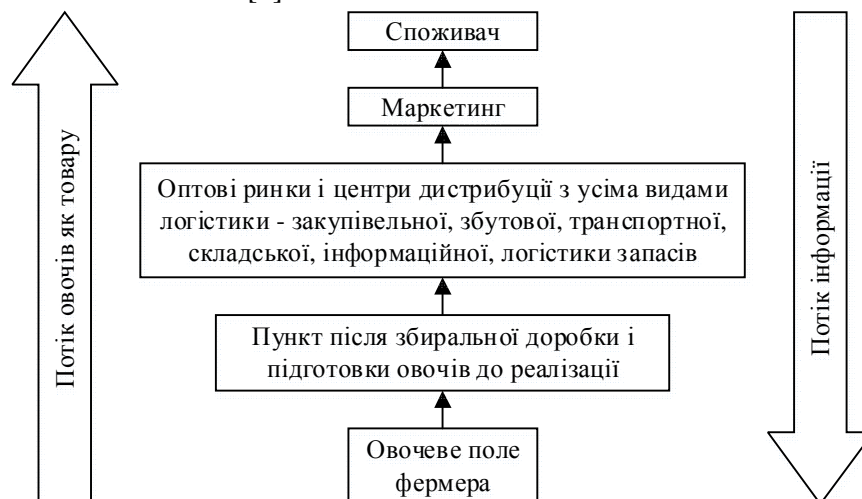 Споживач
Маркетинг
Оптові ринки і центри дистрибуції з усіма видами
логістики - закупівельної, збутової, транспортної,
складської, інформаційної, логістики запасів
Пункт після збиральної доробки і
підготовки овочів до реалізації
Овочеве поле
фермера
Потік овочів як товару
Потік інформації